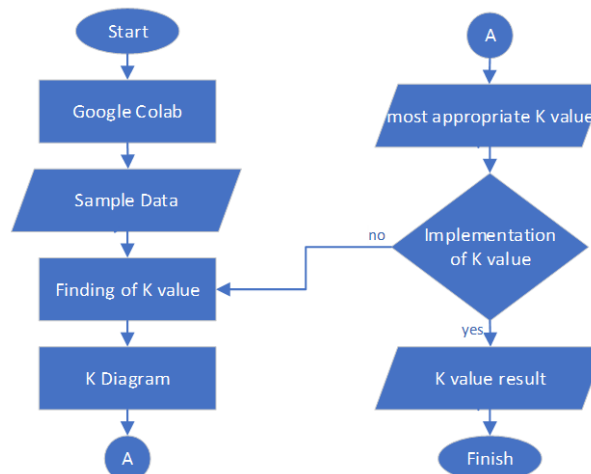 Start
Google Colab
Sample Data
Finding of K value
K Diagram
A
A
most appropriate K value
Implementation
of K value
no
yes
K value result
Finish